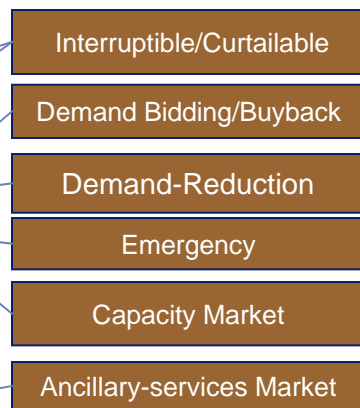 Interruptible/Curtailable
Demand Bidding/Buyback
Demand-Reduction
Emergency
Capacity Market
Ancillary-services Market